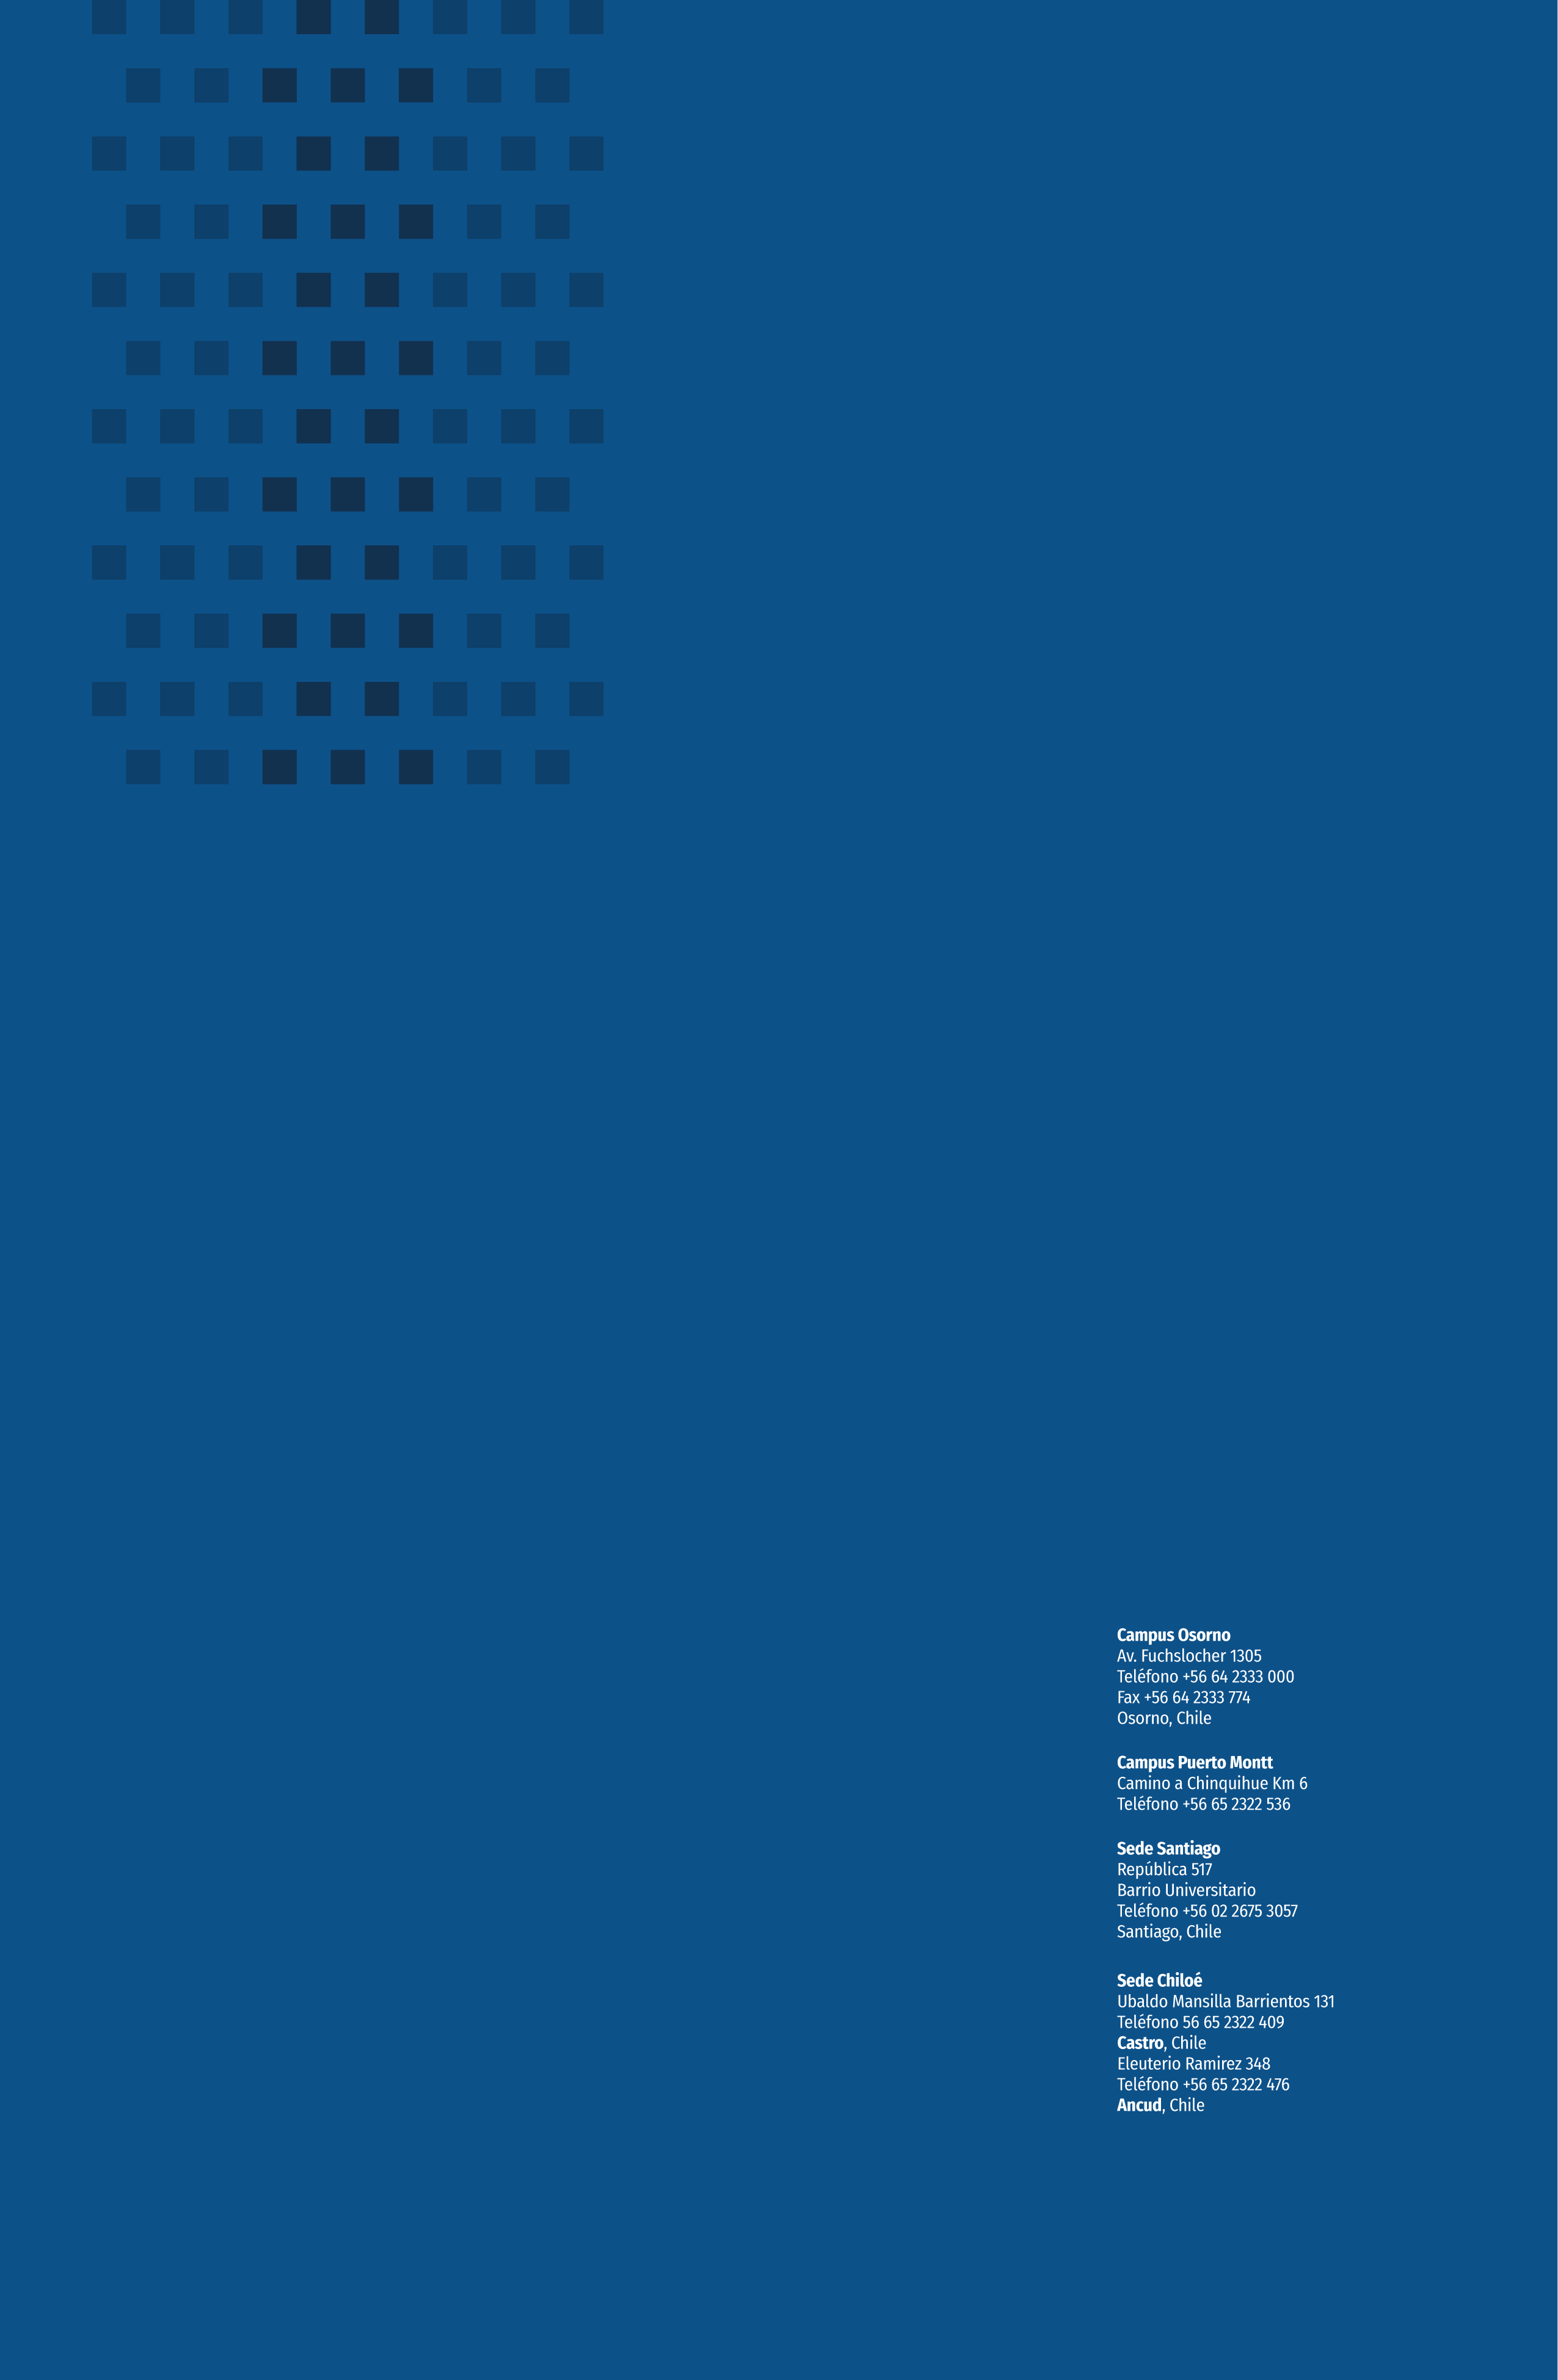 Campus Osorno
Av. Fuchslocher 1305
Teléfono +56 64 2333 000
Fax +56 64 2333 774
Osorno, Chile
Campus Puerto Montt
Camino a Chinquihue Km 6
Teléfono +56 65 2322 536
Sede Santiago
República 517
Barrio Universitario
Teléfono +56 02 2675 3057
Santiago, Chile
Sede Chiloé
Ubaldo Mansilla Barrientos 131
Teléfono 56 65 2322 409
Castro, Chile
Eleuterio Ramirez 348
Teléfono +56 65 2322 476
Ancud, Chile